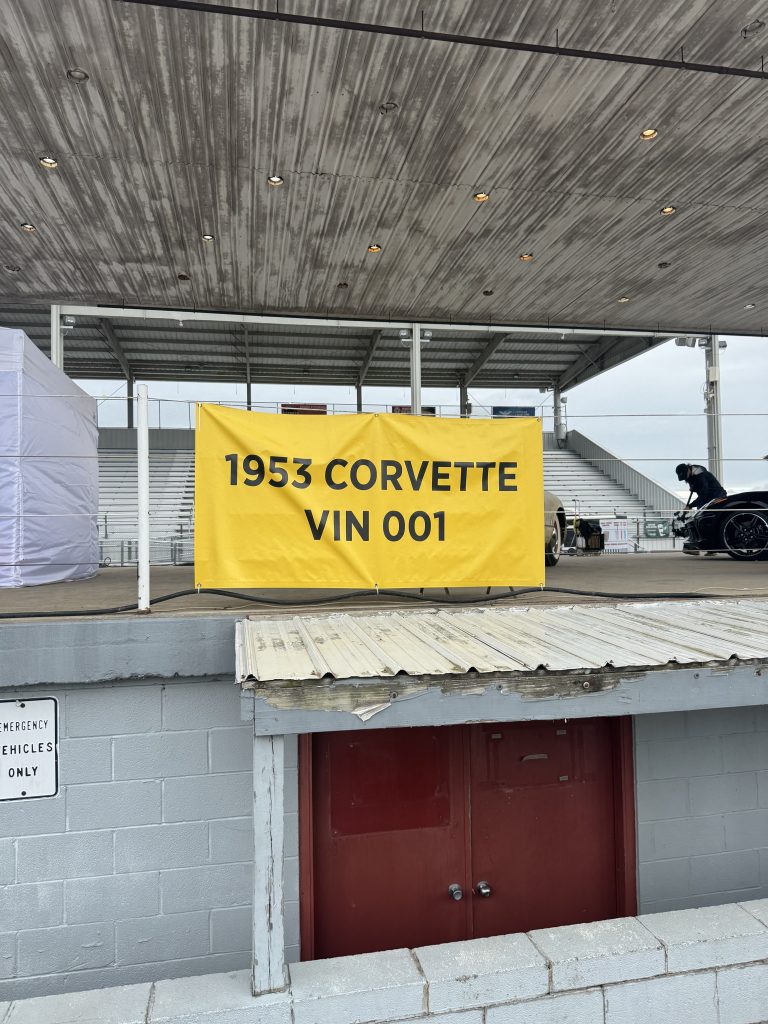 1953 CORVETTE
VIN 001
EMERGENCY
VEHICLES
ONLY